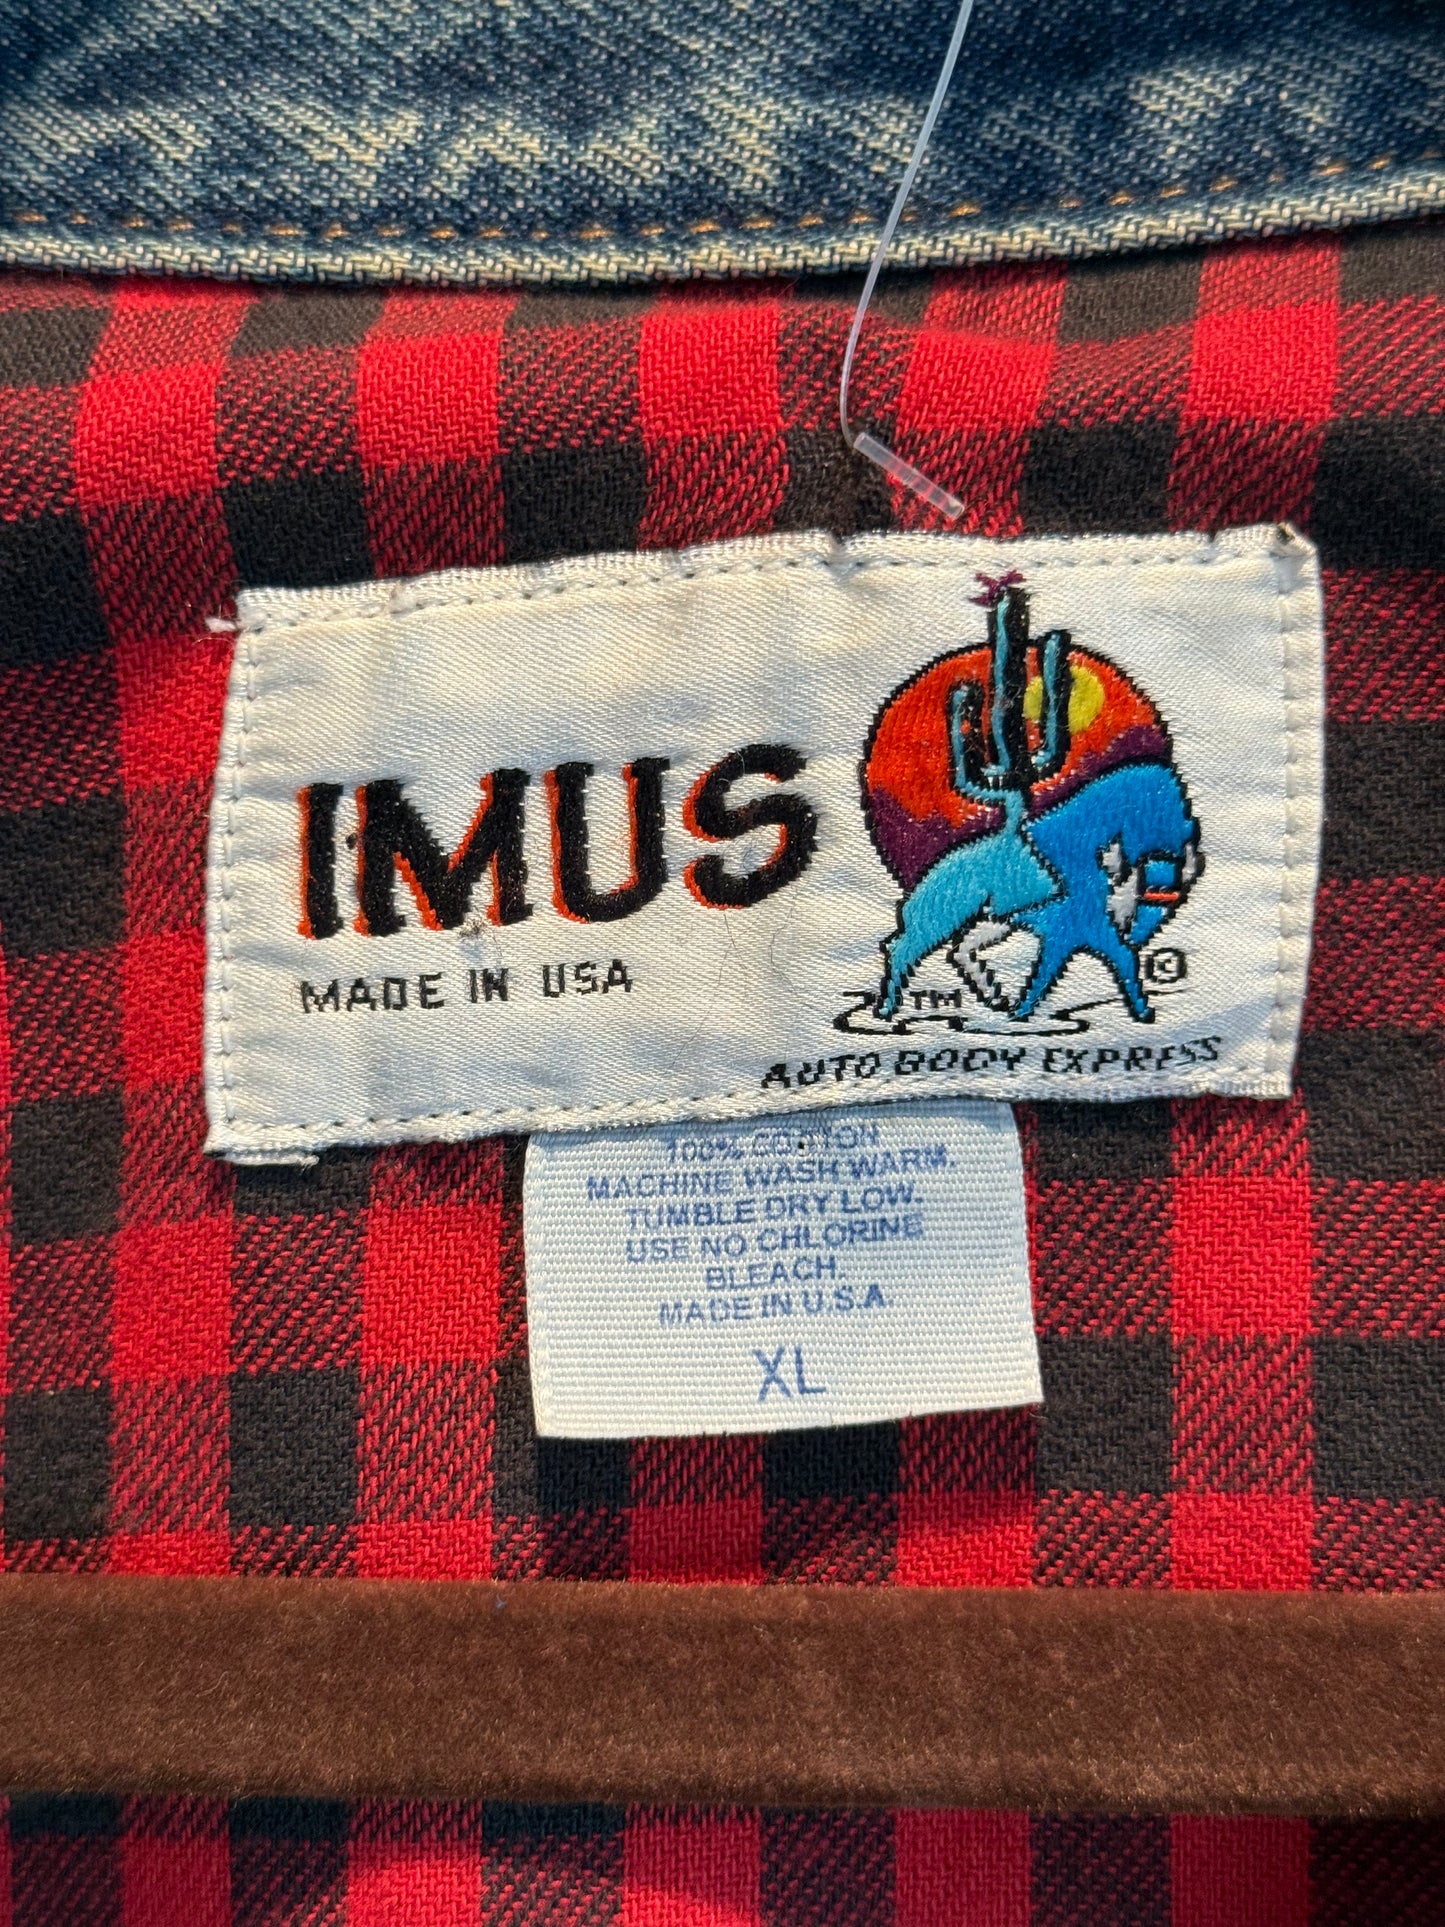 IMUS
MADE IN USA
TM ©
AUTO BODY EXPRESS
100% COTTON
MACHINE WASH WARM.
TUMBLE DRY LOW.
USE NO CHLORINE
BLEACH.
MADE IN U.S.A
XL